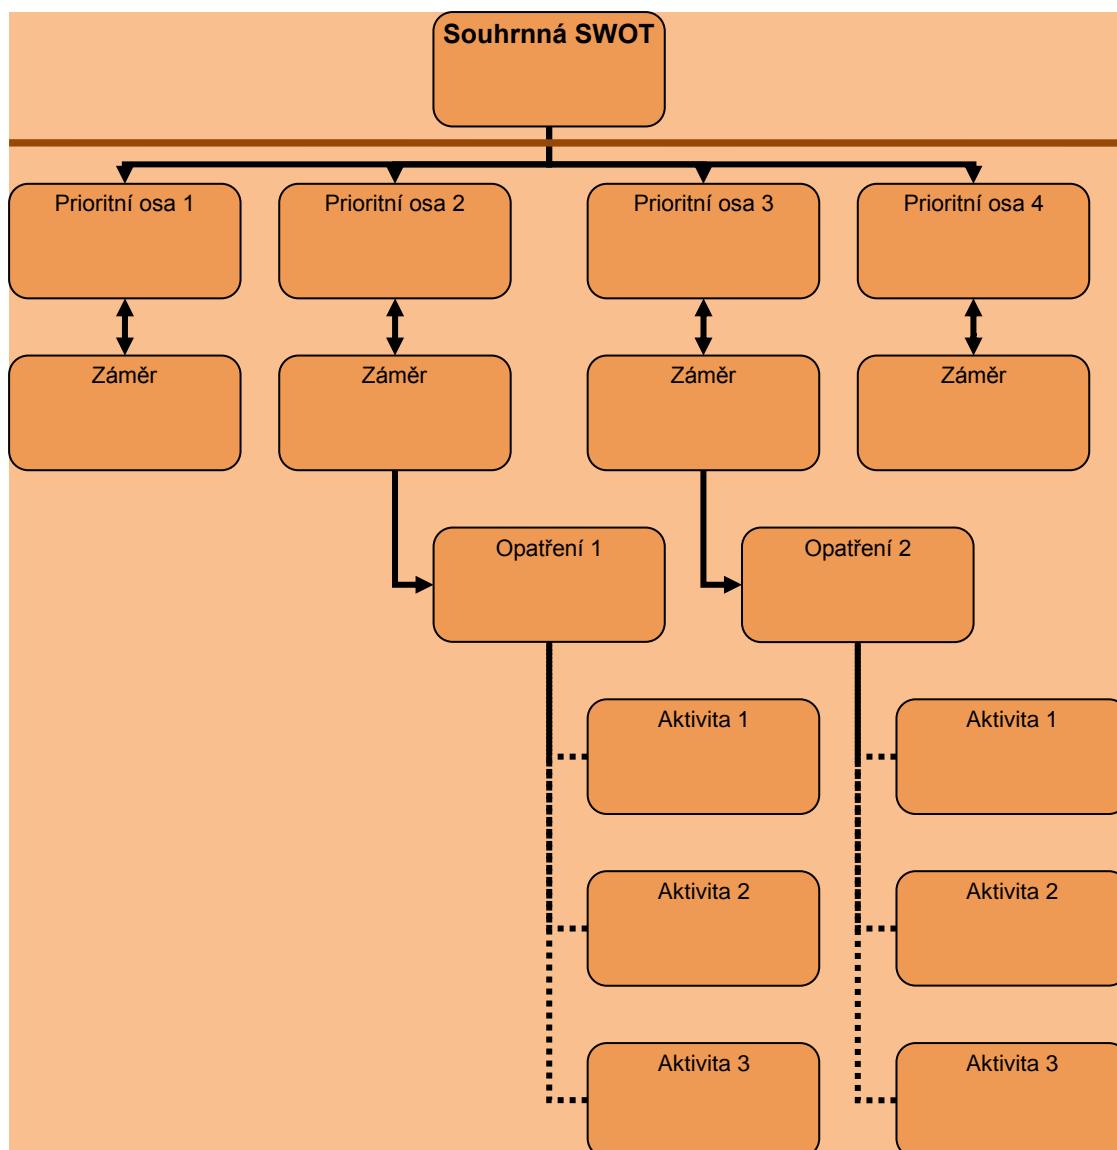 Souhrnná SWOT
Prioritní osa 1
Prioritní osa 2
Prioritní osa 3
Prioritní osa 4
Záměr
Záměr
Záměr
Záměr
Opatření 1
Opatření 2
Aktivita 1
Aktivita 1
Aktivita 2
Aktivita 2
Aktivita 3
Aktivita 3